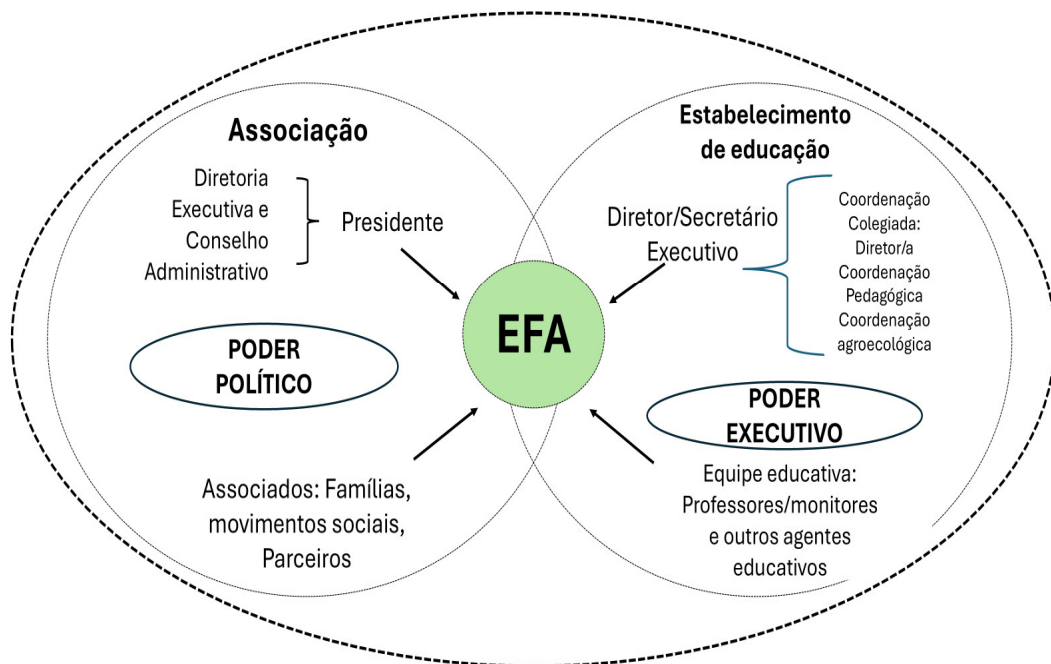 Associação
Diretoria
Executiva e
Conselho
Administrativo
Presidente
PODER
POLÍTICO
Associados: Famílias,
movimentos sociais,
Parceiros
EFA
Estabelecimento
de educação
Diretor/Secretário
Executivo
Coordenação
Colegiada:
Diretor/a
Coordenação
Pedagógica
Coordenação
agroecológica
PODER
EXECUTIVO
Equipe educativa:
Professores/monitores
e outros agentes
educativos